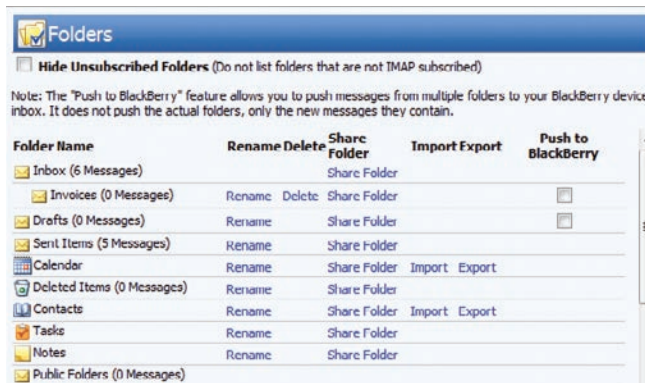 Folders
Hide Unsubscribed Folders (Do not list folders that are not IMAP subscribed)
Note: The "Push to BlackBerry" feature allows you to push messages from multiple folders to your BlackBerry device
inbox. It does not push the actual folders, only the new messages they contain.
Folder Name Rename Delete Share Folder Import Export Push to BlackBerry
Inbox (6 Messages) Share Folder
Invoices (0 Messages) Rename Delete Share Folder
Drafts (0 Messages) Rename Share Folder
Sent Items (5 Messages) Rename Share Folder
Calendar Rename Share Folder Import Export
Deleted Items (0 Messages) Rename Share Folder
Contacts Rename Share Folder Import Export
Tasks Rename Share Folder
Notes Rename Share Folder
Public Folders (0 Messages)